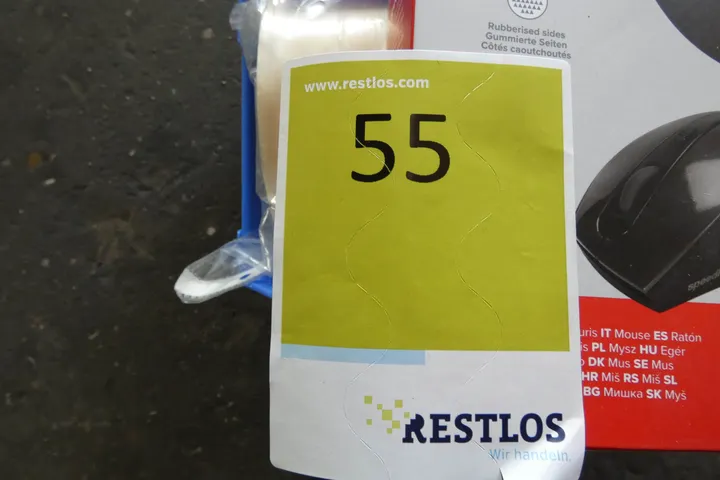 Rubberised sides
Gummierte Seiten
Côtés caoutchoutés
www.restlos.com
55
RESTLOS
Wir handeln.
IT Mouse ES Ratón
PL Mysz HU Egér
DK Mus SE Mus
HR Miš RS Miš SL
BG Мишка SK Myš